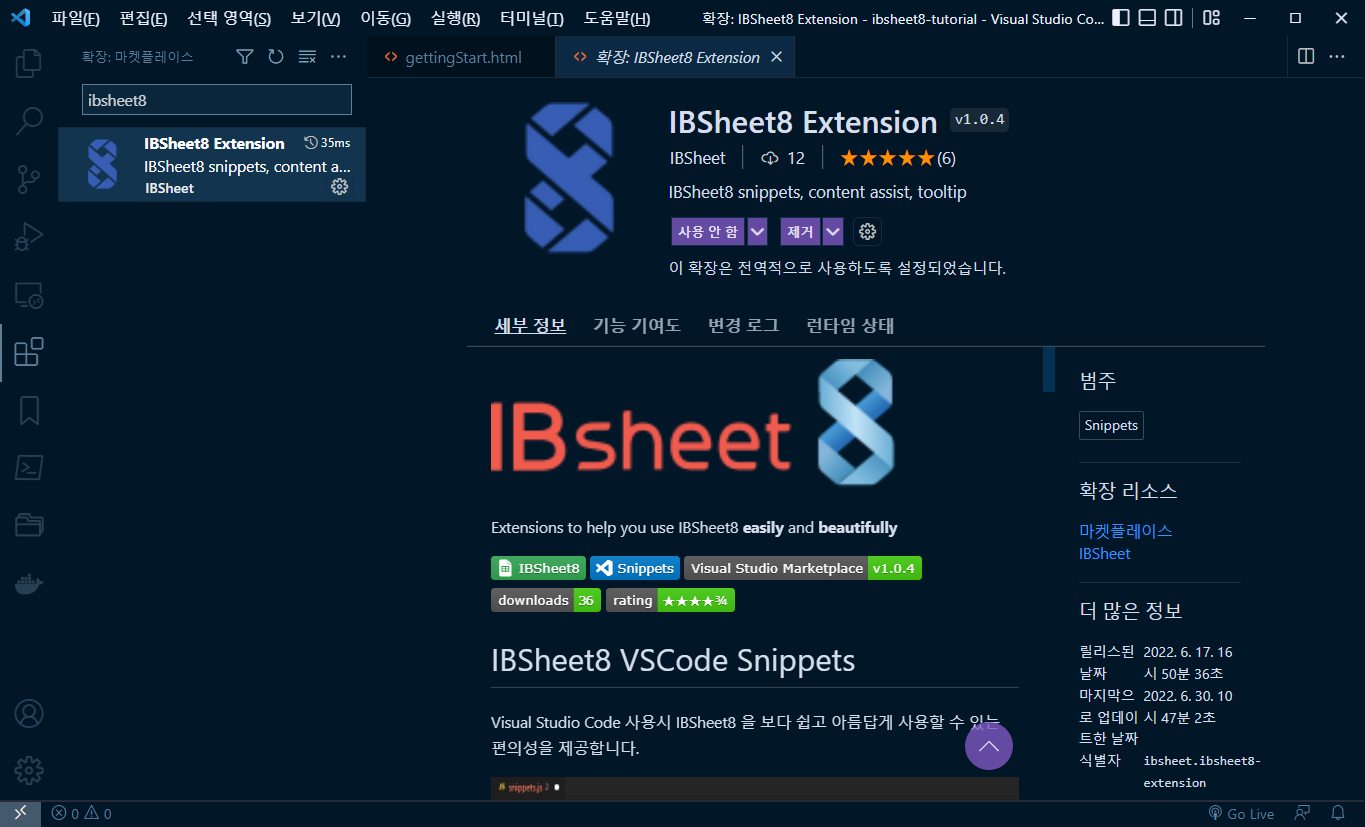 파일(F) 편집(E) 선택 영역(S) 보기(V) 이동(G) 실행(R) 터미널(T) 도움말(H) 확장: IBSheet8 Extension - ibsheet8-tutorial - Visual Studio Co...
확장: 마켓플레이스
gettingStart.html
확장: IBSheet8 Extension
ibsheet8
IBSheet8 Extension 35ms
IBSheet8 snippets, content a...
IBSheet
IBSheet8 Extension v1.0.4
IBSheet 12 ★★★★★(6)
IBSheet8 snippets, content assist, tooltip
사용 안 함 제거
이 확장은 전역적으로 사용하도록 설정되었습니다.
세부 정보 기능 기여도 변경 로그 런타임 상태
IBsheet 8
Extensions to help you use IBSheet8 easily and beautifully
IBSheet8 Snippets Visual Studio Marketplace v1.0.4
downloads 36 rating ★★★★¾
IBSheet8 VSCode Snippets
Visual Studio Code 사용시 IBSheet8 을 보다 쉽고 아름답게 사용할 수 있는
편의성을 제공합니다.
snippets.js 2
범주
Snippets
확장 리소스
마켓플레이스
IBSheet
더 많은 정보
릴리스된 2022. 6. 17. 16
날짜 시 50분 36초
마지막으 2022. 6. 30. 10
로 업데이 시 47분 2초
트한 날짜
식별자 ibsheet.ibsheet8-
extension
0 0 Go Live